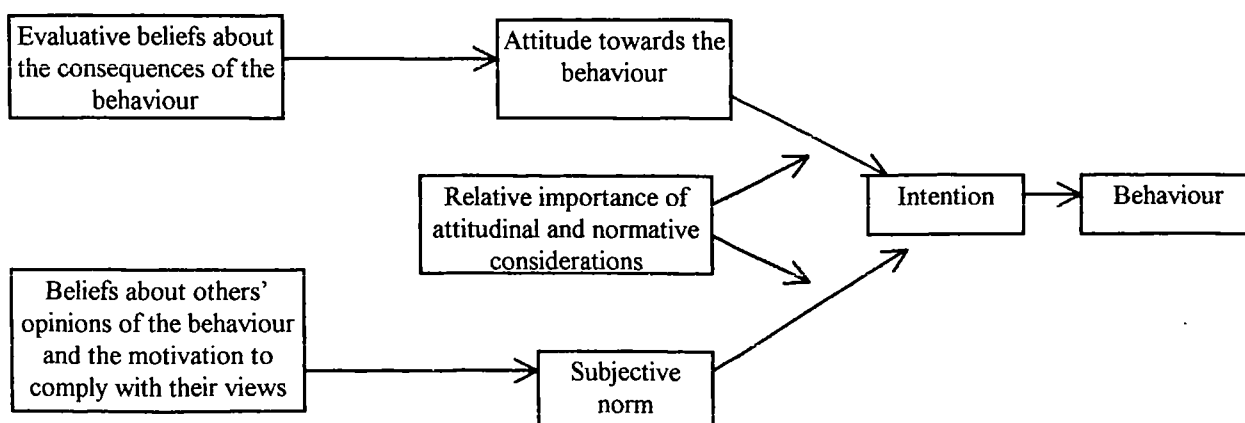 Evaluative beliefs about
the consequences of the
behaviour
Attitude towards the
behaviour
Relative importance of
attitudinal and normative
considerations
Intention
Behaviour
Beliefs about others'
opinions of the behaviour
and the motivation to
comply with their views
Subjective
norm